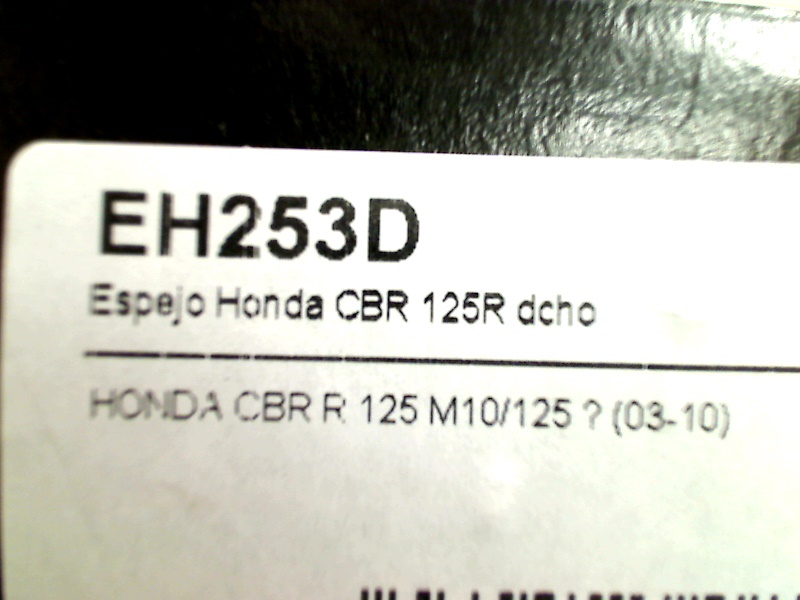 EH253D
Espejo Honda CBR 125R dcho
HONDA CBR R 125 M10/125 ? (03-10)